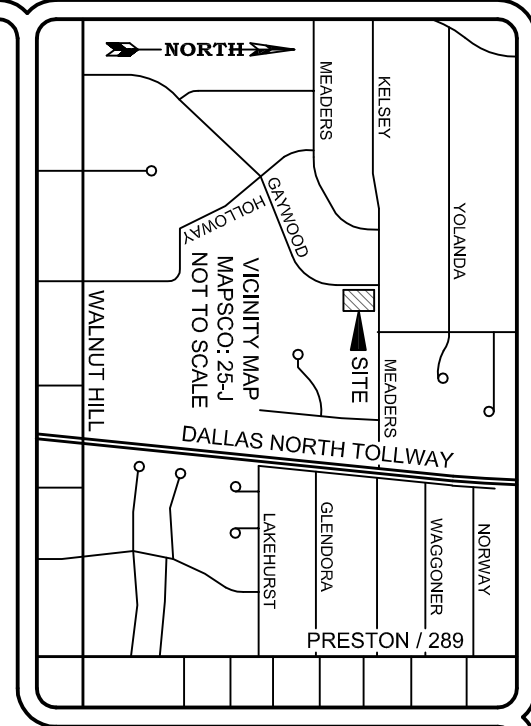 NORTH
MEADERS
KELSEY
YOLANDA
GAYWOOD
HOLLOWAY
VICINITY MAP
MAPSCO: 25-J
NOT TO SCALE
SITE
WALNUT HILL
MEADERS
DALLAS NORTH TOLLWAY
LAKEHURST
GLENDORA
WAGGONER
NORWAY
PRESTON / 289